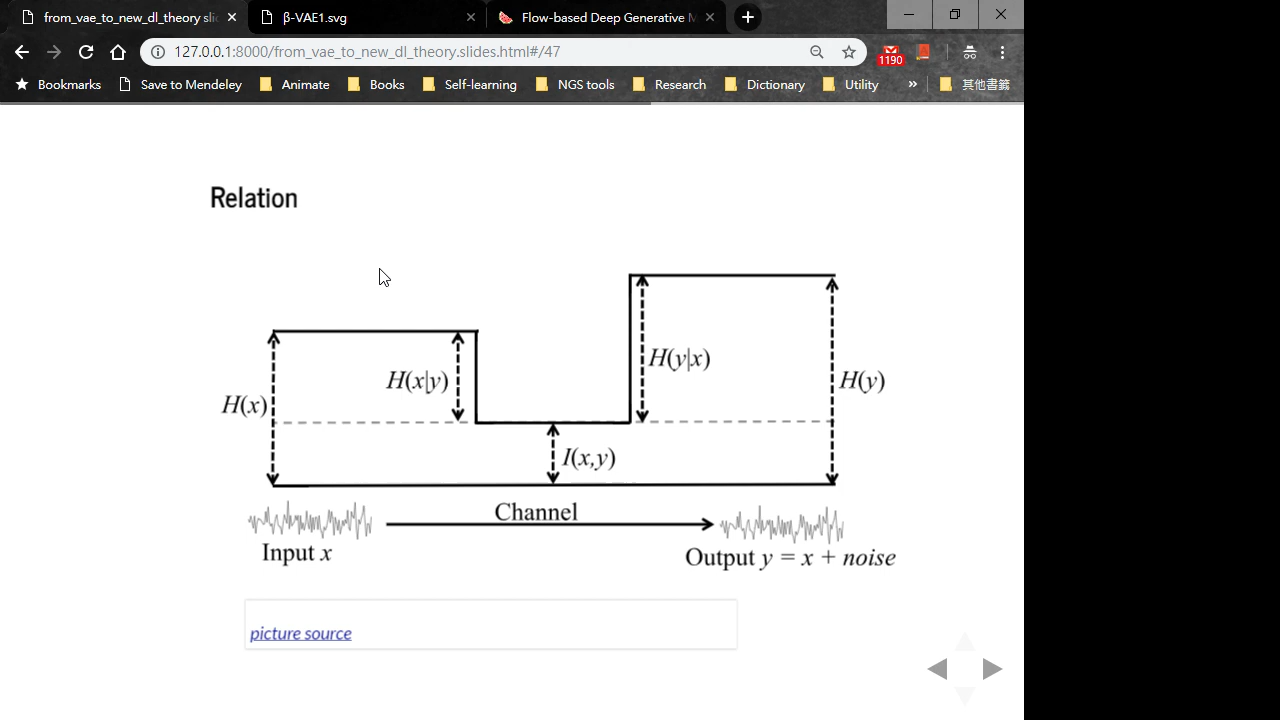 from_vae_to_new_dl_theory slid
β-VAE1.svg
Flow-based Deep Generative M
127.0.0.1:8000/from_vae_to_new_dl_theory.slides.html#/47
1190
Bookmarks
Save to Mendeley
Animate
Books
Self-learning
NGS tools
Research
Dictionary
Utility
»
其他書籤
Relation
H(x)
H(x|y)
H(y|x)
H(y)
I(x,y)
Channel
Input x
Output y = x + noise
picture source